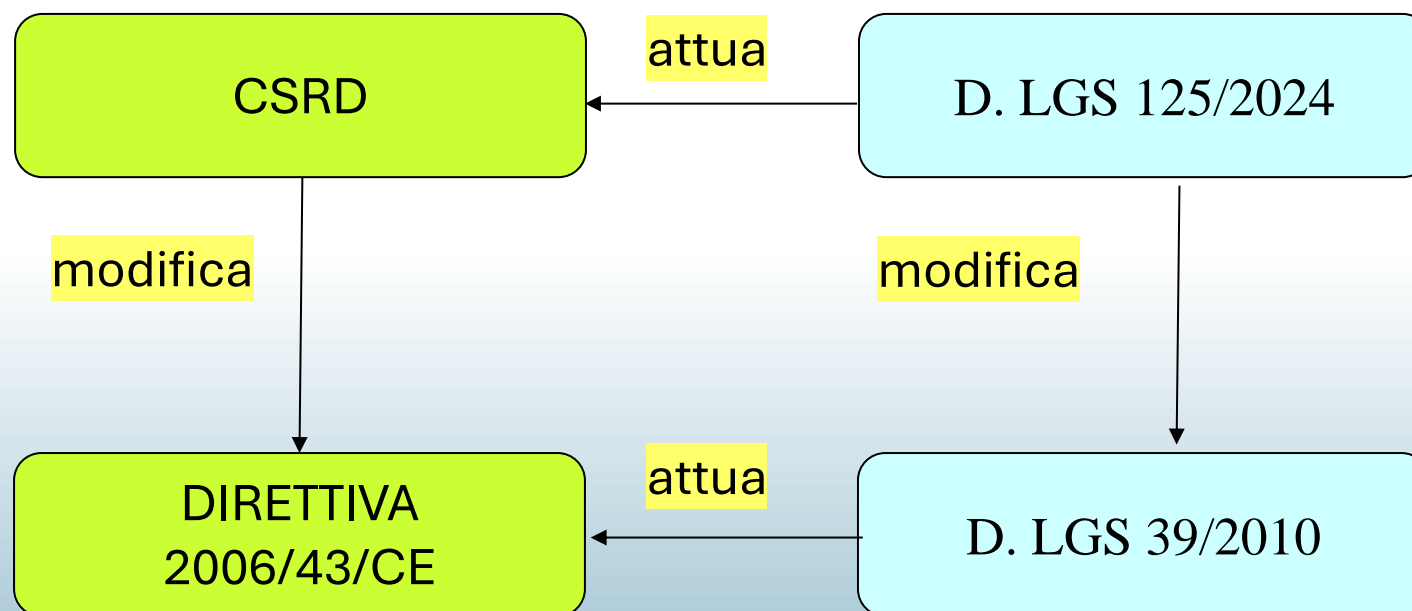 attua
CSRD
D. LGS 125/2024
modifica
modifica
attua
DIRETTIVA
2006/43/CE
D. LGS 39/2010